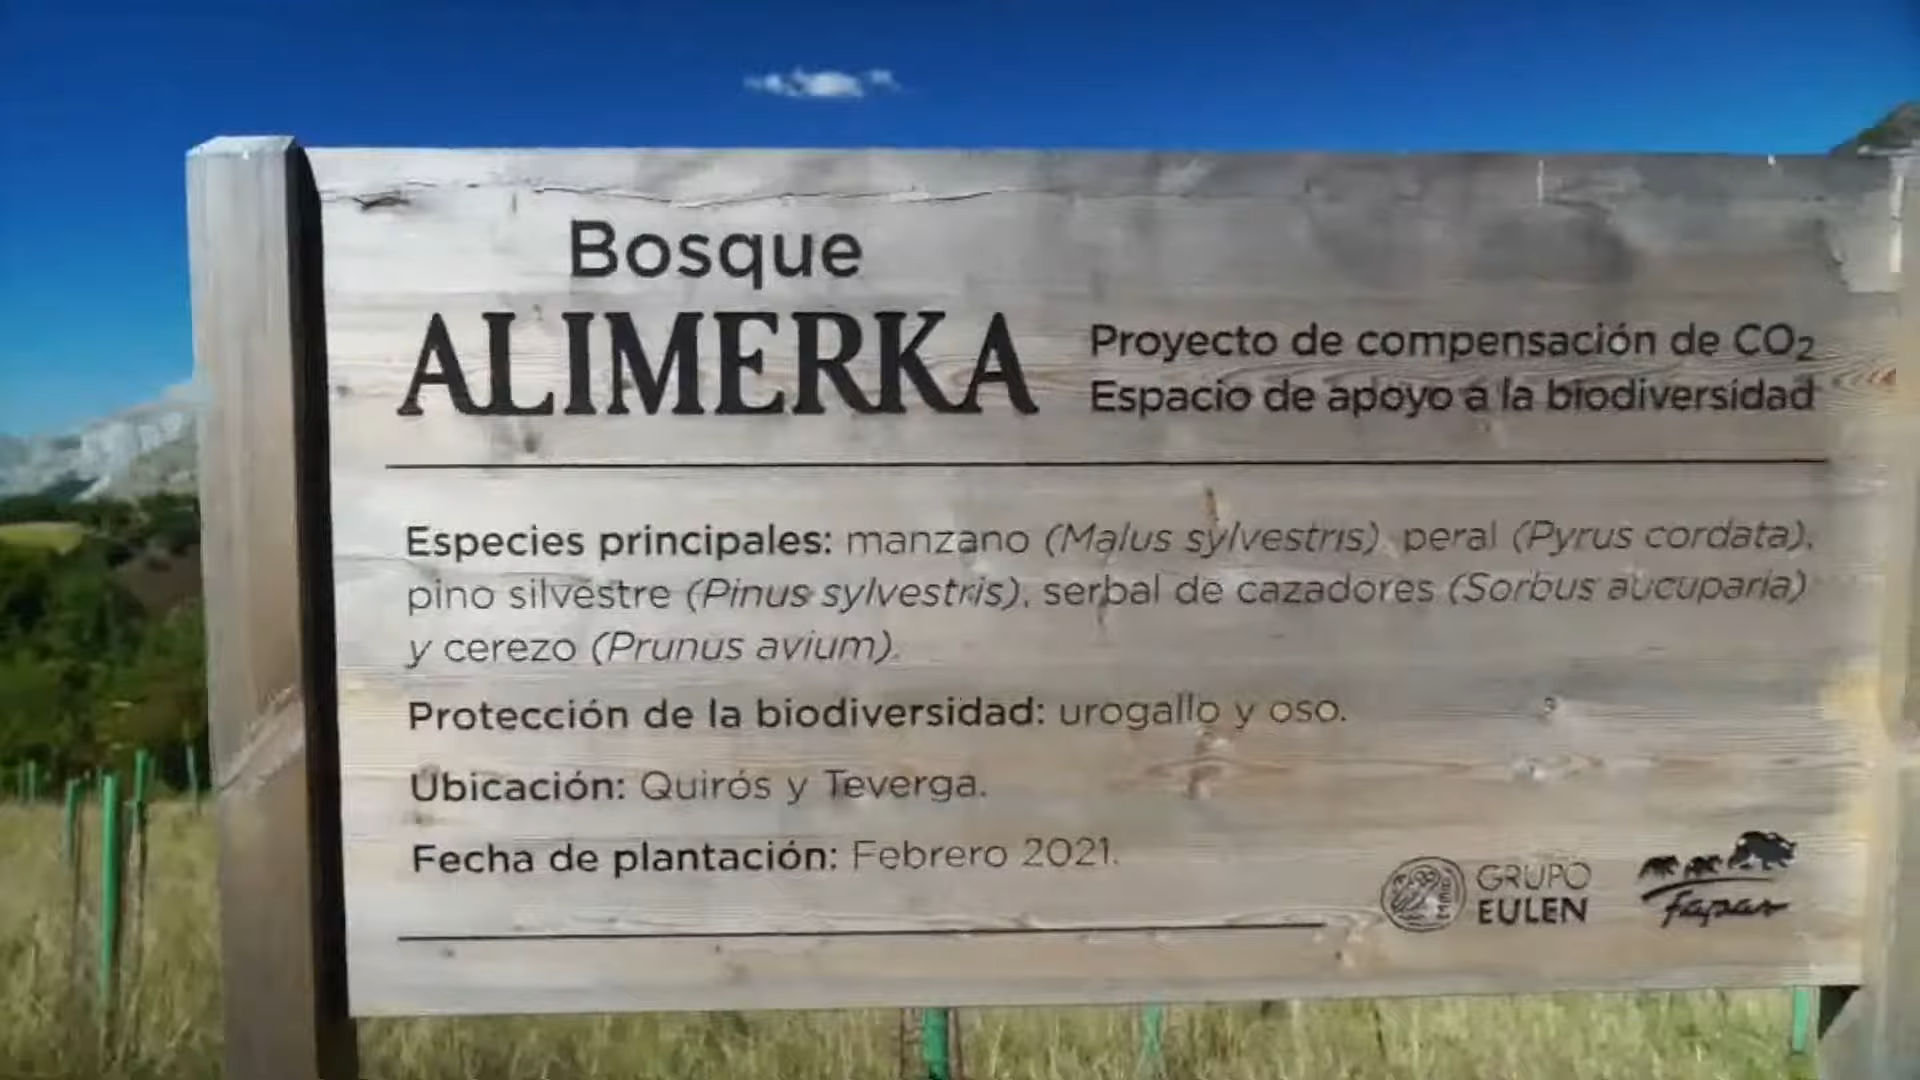 Bosque
ALIMERKA
Proyecto de compensación de CO₂
Espacio de apoyo a la biodiversidad
Especies principales: manzano (Malus sylvestris), peral (Pyrus cordata),
pino silvestre (Pinus sylvestris), serbal de cazadores (Sorbus aucuparia)
y cerezo (Prunus avium).
Protección de la biodiversidad: urogallo y oso.
Ubicación: Quirós y Teverga.
Fecha de plantación: Febrero 2021.
GRUPO
EULEN
Fapas